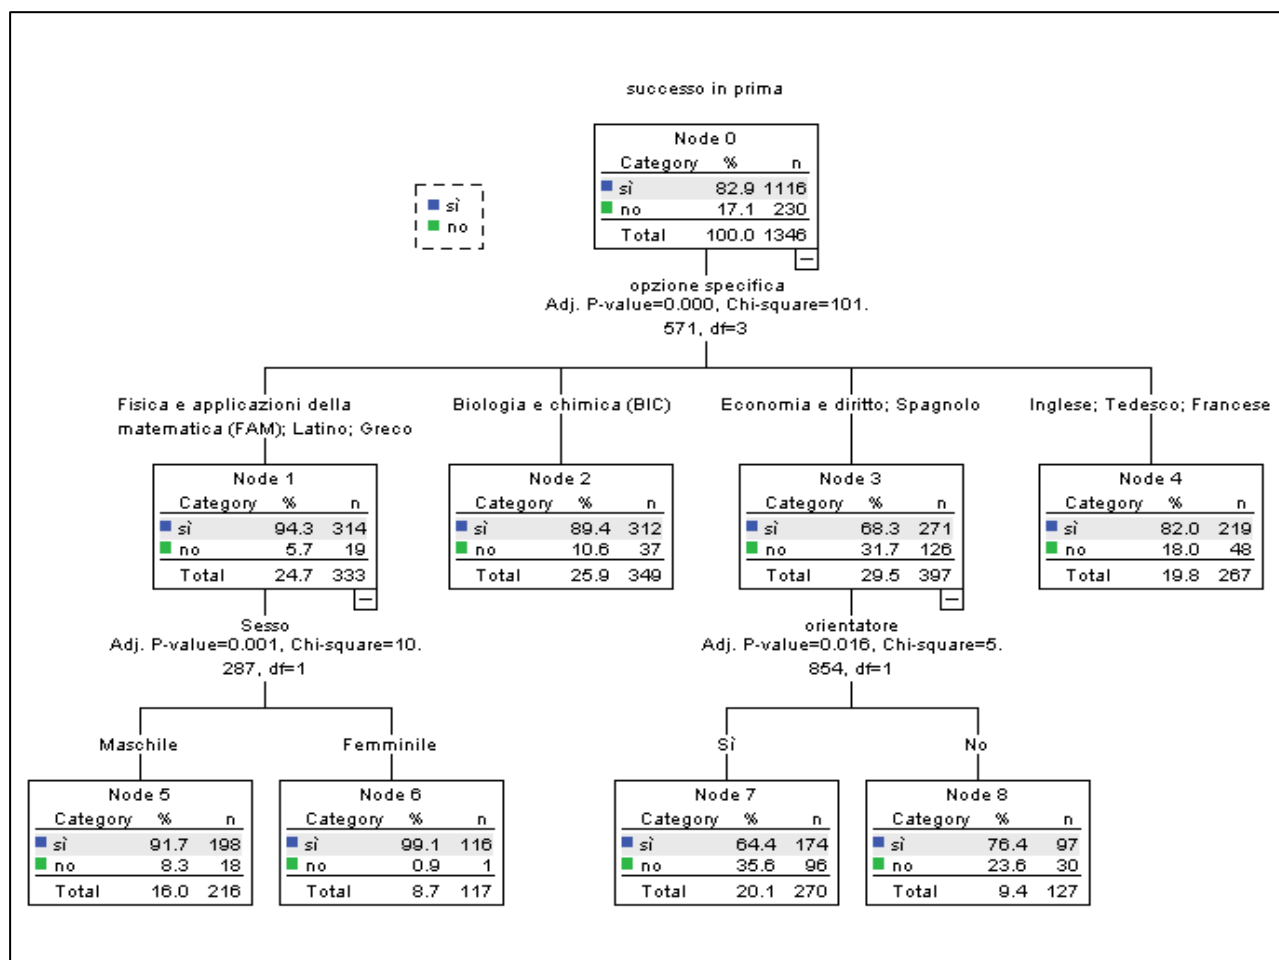 successo in prima
Node 0
Category % n
sì 82.9 1116
no 17.1 230
Total 100.0 1346
sì
no
opzione specifica
Adj. P-value=0.000, Chi-square=101.
571, df=3
Fisica e applicazioni della
matematica (FAM); Latino; Greco
Biologia e chimica (BIC)
Economia e diritto; Spagnolo
Inglese; Tedesco; Francese
Node 1
Category % n
sì 94.3 314
no 5.7 19
Total 24.7 333
Node 2
Category % n
sì 89.4 312
no 10.6 37
Total 25.9 349
Node 3
Category % n
sì 68.3 271
no 31.7 126
Total 29.5 397
Node 4
Category % n
sì 82.0 219
no 18.0 48
Total 19.8 267
Sesso
Adj. P-value=0.001, Chi-square=10.
287, df=1
orientatore
Adj. P-value=0.016, Chi-square=5.
854, df=1
Maschile
Femminile
Sì
No
Node 5
Category % n
sì 91.7 198
no 8.3 18
Total 16.0 216
Node 6
Category % n
sì 99.1 116
no 0.9 1
Total 8.7 117
Node 7
Category % n
sì 64.4 174
no 35.6 96
Total 20.1 270
Node 8
Category % n
sì 76.4 97
no 23.6 30
Total 9.4 127